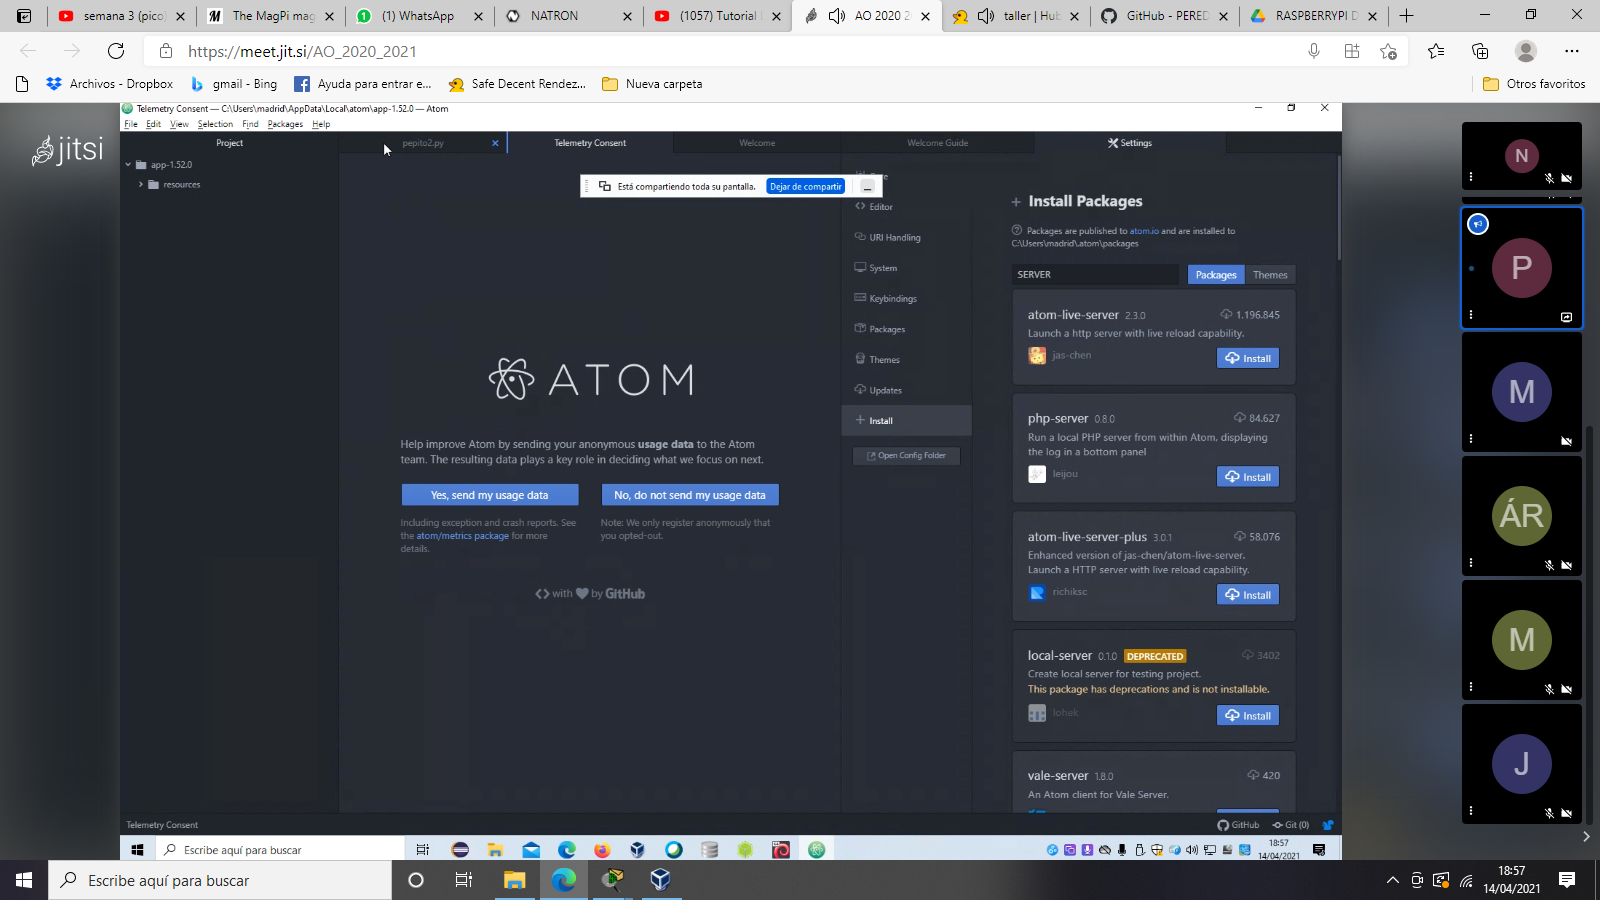 semana 3 (pico)
The MagPi mag
(1) WhatsApp
NATRON
(1057) Tutorial
AO 2020 2
taller | Hub
GitHub - PERED
RASPBERRYPI D
https://meet.jit.si/AO_2020_2021
Archivos - Dropbox
gmail - Bing
Ayuda para entrar e...
Safe Decent Rendez...
Nueva carpeta
Otros favoritos
jitsi
Telemetry Consent — C:\Users\madrid\AppData\Local\atom\app-1.52.0 — Atom
File Edit View Selection Find Packages Help
Project
pepito2.py
Telemetry Consent
Welcome
Welcome Guide
Settings
app-1.52.0
resources
Está compartiendo toda su pantalla.
Dejar de compartir
Editor
URI Handling
System
Keybindings
Packages
Themes
Updates
Install
Open Config Folder
ATOM
Help improve Atom by sending your anonymous usage data to the Atom
team. The resulting data plays a key role in deciding what we focus on next.
Yes, send my usage data
No, do not send my usage data
Including exception and crash reports. See
the atom/metrics package for more
details.
Note: We only register anonymously that
you opted-out.
with by GitHub
Install Packages
Packages are published to atom.io and are installed to
C:\Users\madrid\.atom\packages
SERVER
Packages
Themes
atom-live-server 2.3.0 1.196.845
Launch a http server with live reload capability.
jas-chen
Install
php-server 0.8.0 84.627
Run a local PHP server from within Atom, displaying
the log in a bottom panel
leijou
Install
atom-live-server-plus 3.0.1 58.076
Enhanced version of jas-chen/atom-live-server.
Launch a HTTP server with live reload capability.
richiksc
Install
local-server 0.1.0 DEPRECATED 3402
Create local server for testing project.
This package has deprecations and is not installable.
lohek
Install
vale-server 1.8.0 420
An Atom client for Vale Server.
Telemetry Consent
GitHub
Git (0)
Escribe aquí para buscar
18:57
14/04/2021
N
P
M
ÁR
M
J
Escribe aquí para buscar
18:57
14/04/2021